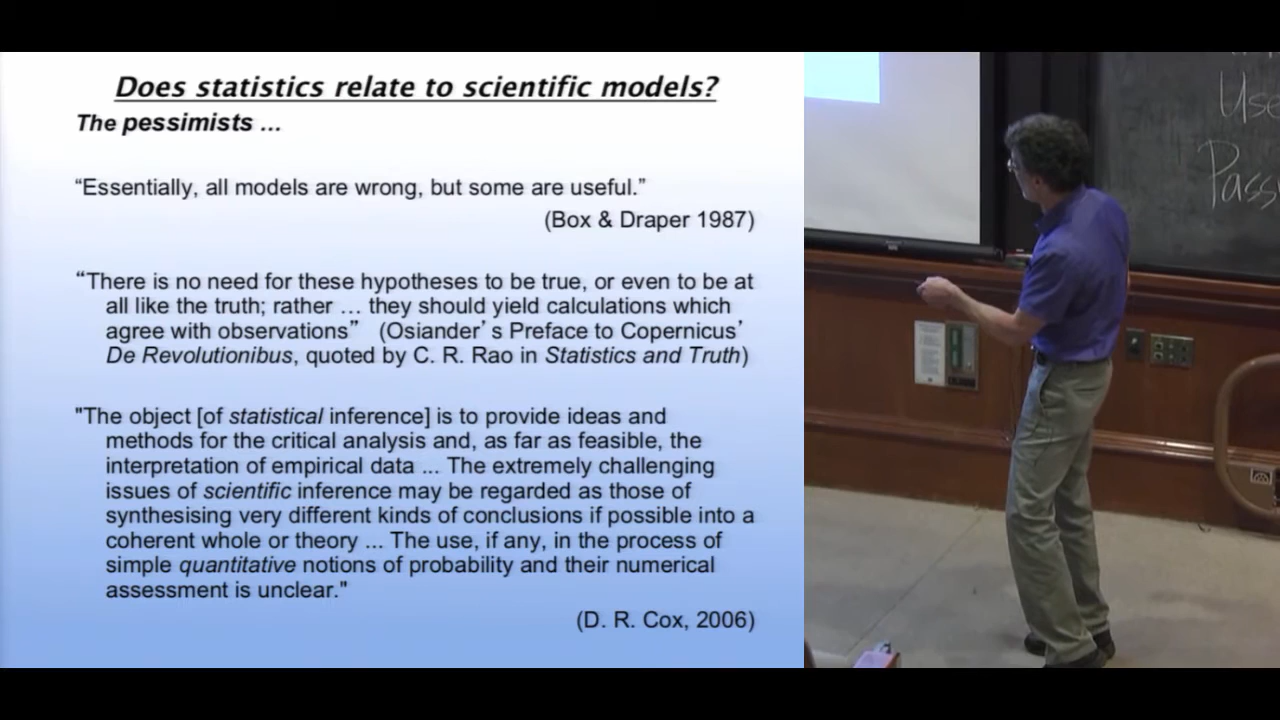 Does statistics relate to scientific models?
The pessimists ...
“Essentially, all models are wrong, but some are useful.”
(Box & Draper 1987)
“There is no need for these hypotheses to be true, or even to be at
all like the truth; rather … they should yield calculations which
agree with observations” (Osiander’s Preface to Copernicus’
De Revolutionibus, quoted by C. R. Rao in Statistics and Truth)
"The object [of statistical inference] is to provide ideas and
methods for the critical analysis and, as far as feasible, the
interpretation of empirical data ... The extremely challenging
issues of scientific inference may be regarded as those of
synthesising very different kinds of conclusions if possible into a
coherent whole or theory ... The use, if any, in the process of
simple quantitative notions of probability and their numerical
assessment is unclear."
(D. R. Cox, 2006)
Use
Pass